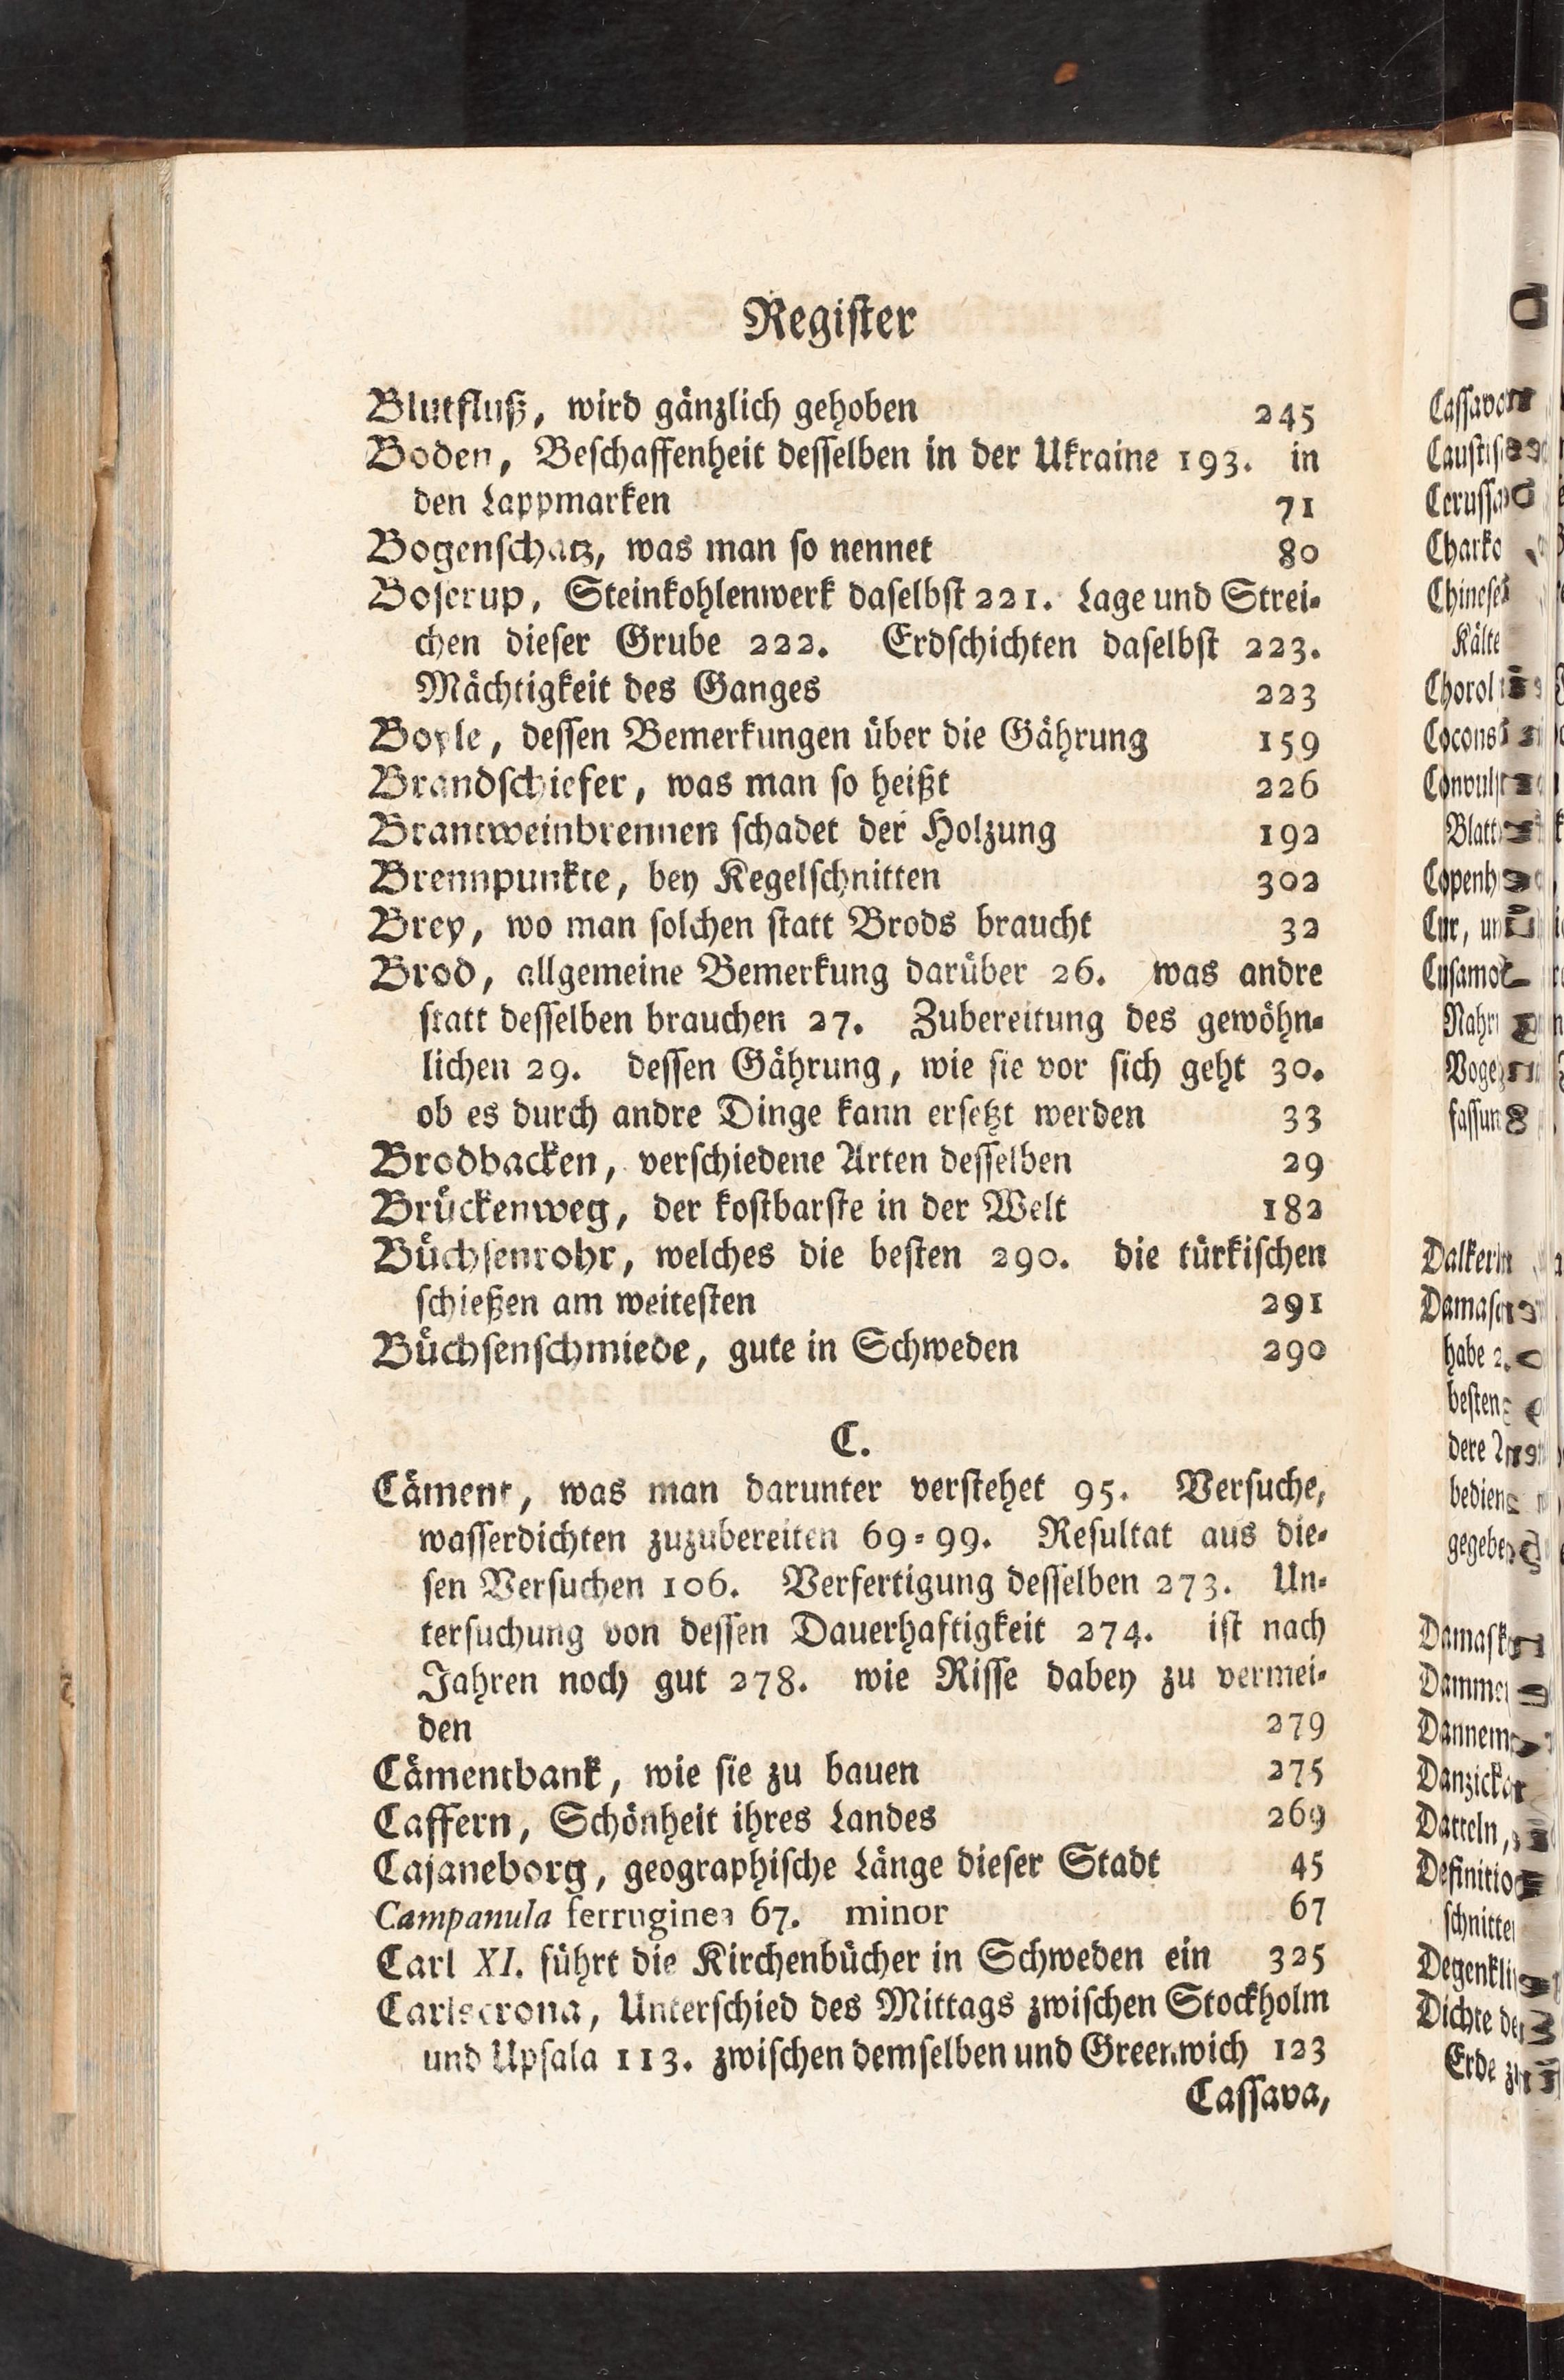 Register
Blutfluß, wird gänzlich gehoben 245
Boden, Beschaffenheit desselben in der Ukraine 193. in
den Lappmarken 71
Bogenschatz, was man so nennet 80
Boserup, Steinkohlenwerk daselbst 221. Lage und Strei-
chen dieser Grube 222. Erdschichten daselbst 223.
Mächtigkeit des Ganges 223
Boyle, dessen Bemerkungen über die Gährung 159
Brandschiefer, was man so heißt 226
Brantweinbrennen schadet der Holzung 192
Brennpunkte, bey Kegelschnitten 302
Brey, wo man solchen statt Brods braucht 32
Brod, allgemeine Bemerkung darüber 26. was andre
statt desselben brauchen 27. Zubereitung des gewöhn-
lichen 29. dessen Gährung, wie sie vor sich geht 30.
ob es durch andre Dinge kann ersetzt werden 33
Brodbacken, verschiedene Arten desselben 29
Brückenweg, der kostbarste in der Welt 182
Büchsenrohr, welches die besten 290. die türkischen
schießen am weitesten 291
Büchsenschmiede, gute in Schweden 290
C.
Cäment, was man darunter verstehet 95. Versuche,
wasserdichten zuzubereiten 69-99. Resultat aus die-
sen Versuchen 106. Verfertigung desselben 273. Un-
tersuchung von dessen Dauerhaftigkeit 274. ist nach
Jahren noch gut 278. wie Risse dabey zu vermei-
den 279
Cämentbank, wie sie zu bauen 275
Caffern, Schönheit ihres Landes 269
Cajaneborg, geographische Länge dieser Stadt 45
Campanula ferruginea 67. minor 67
Carl XI. führt die Kirchenbücher in Schweden ein 325
Carlscrona, Unterschied des Mittags zwischen Stockholm
und Upsala 113. zwischen demselben und Greenwich 123
Cassava,
Kälte
habe
dere
Erde